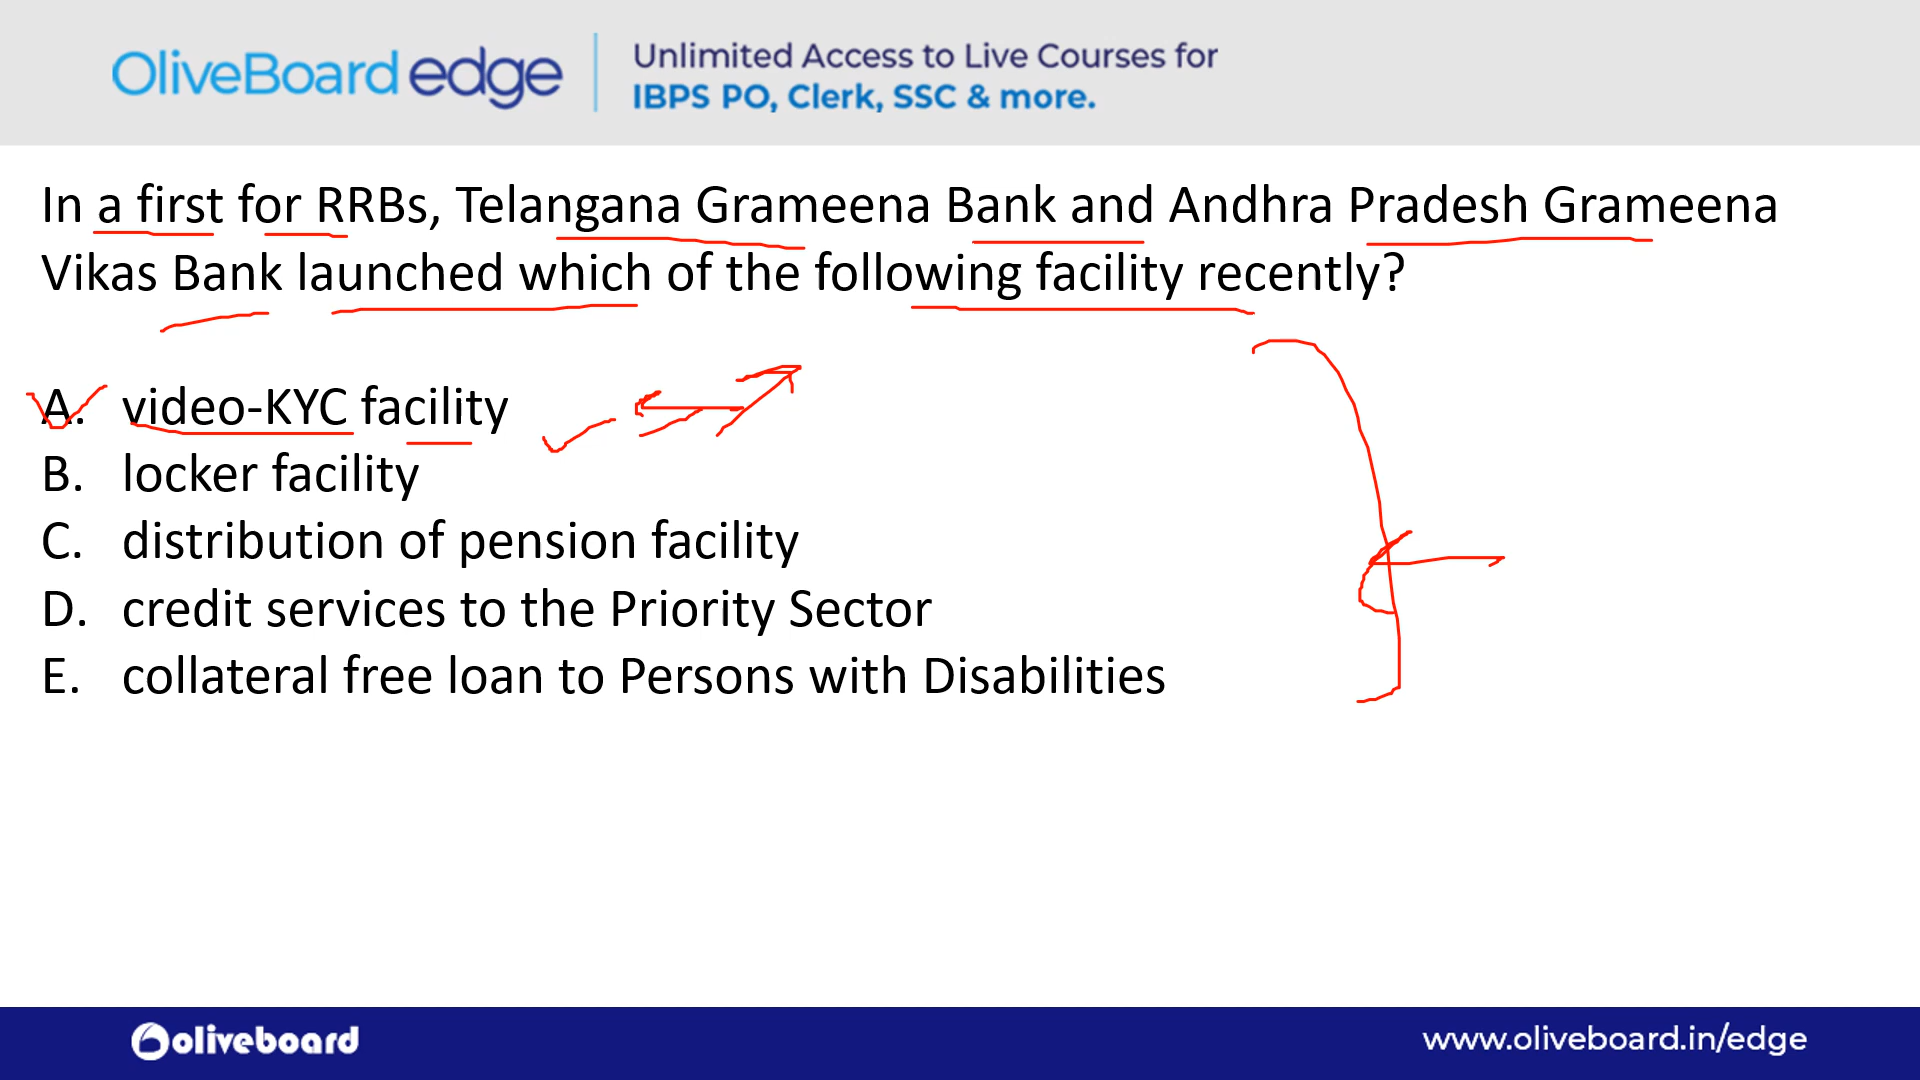 OliveBoard edge
Unlimited Access to Live Courses for
IBPS PO, Clerk, SSC & more.
In a first for RRBs, Telangana Grameena Bank and Andhra Pradesh Grameena
Vikas Bank launched which of the following facility recently?
A. video-KYC facility
B. locker facility
C. distribution of pension facility
D. credit services to the Priority Sector
E. collateral free loan to Persons with Disabilities
oliveboard
www.oliveboard.in/edge